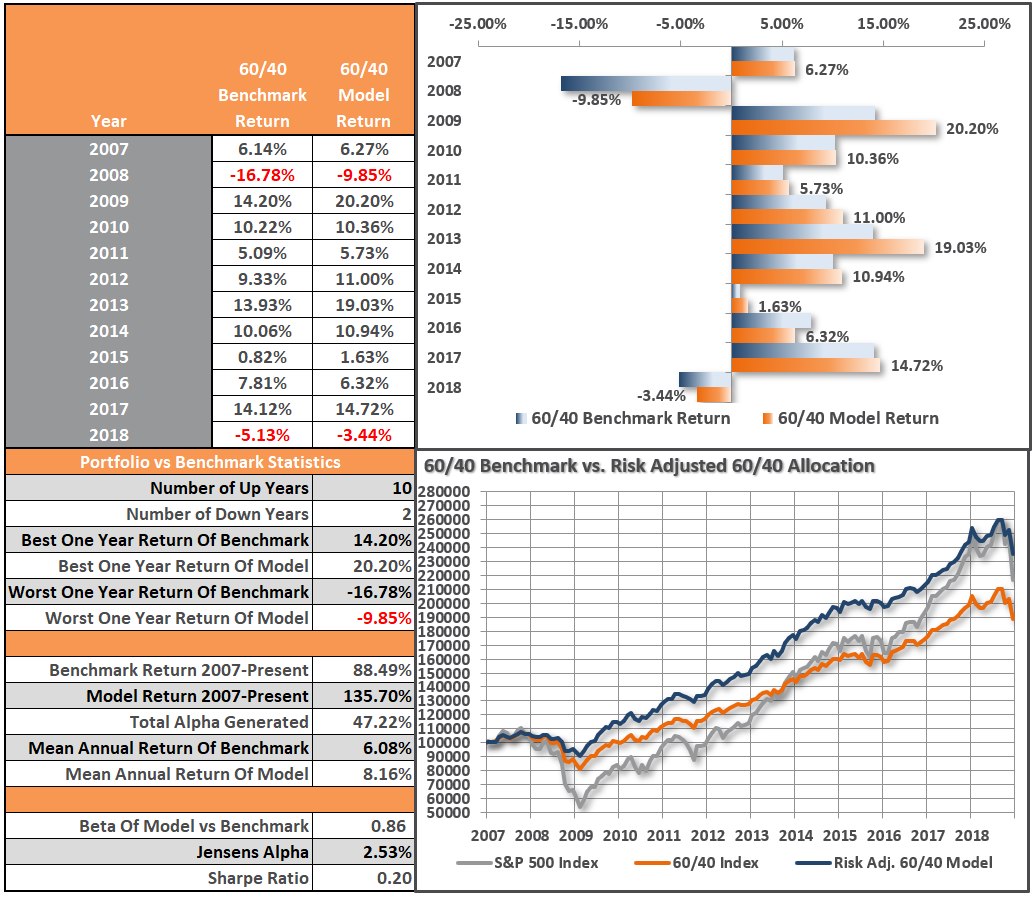 60/40 60/40
Benchmark Model
Year Return Return
2007 6.14% 6.27%
2008 -16.78% -9.85%
2009 14.20% 20.20%
2010 10.22% 10.36%
2011 5.09% 5.73%
2012 9.33% 11.00%
2013 13.93% 19.03%
2014 10.06% 10.94%
2015 0.82% 1.63%
2016 7.81% 6.32%
2017 14.12% 14.72%
2018 -5.13% -3.44%
Portfolio vs Benchmark Statistics
Number of Up Years 10
Number of Down Years 2
Best One Year Return Of Benchmark 14.20%
Best One Year Return Of Model 20.20%
Worst One Year Return Of Benchmark -16.78%
Worst One Year Return Of Model -9.85%
Benchmark Return 2007-Present 88.49%
Model Return 2007-Present 135.70%
Total Alpha Generated 47.22%
Mean Annual Return Of Benchmark 6.08%
Mean Annual Return Of Model 8.16%
Beta Of Model vs Benchmark 0.86
Jensens Alpha 2.53%
Sharpe Ratio 0.20
-25.00% -15.00% -5.00% 5.00% 15.00% 25.00%
2007 6.27%
2008 -9.85%
2009 20.20%
2010 10.36%
2011 5.73%
2012 11.00%
2013 19.03%
2014 10.94%
2015 1.63%
2016 6.32%
2017 14.72%
2018 -3.44%
60/40 Benchmark Return 60/40 Model Return
60/40 Benchmark vs. Risk Adjusted 60/40 Allocation
280000
270000
260000
250000
240000
230000
220000
210000
200000
190000
180000
170000
160000
150000
140000
130000
120000
110000
100000
90000
80000
70000
60000
50000
2007 2008 2009 2010 2011 2012 2013 2014 2015 2016 2017 2018
S&P 500 Index 60/40 Index Risk Adj. 60/40 Model